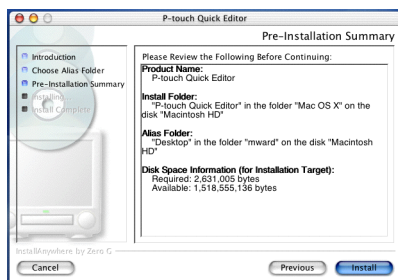 P-touch Quick Editor
Pre-Installation Summary
Introduction
Choose Alias Folder
Pre-Installation Summary
Installing...
Install Complete
Please Review the Following Before Continuing:
Product Name:
P-touch Quick Editor
Install Folder:
"P-touch Quick Editor" in the folder "Mac OS X" on the
disk "Macintosh HD"
Alias Folder:
"Desktop" in the folder "mward" on the disk "Macintosh
HD"
Disk Space Information (for Installation Target):
Required: 2,631,005 bytes
Available: 1,518,555,136 bytes
InstallAnywhere by Zero G
Cancel
Previous
Install